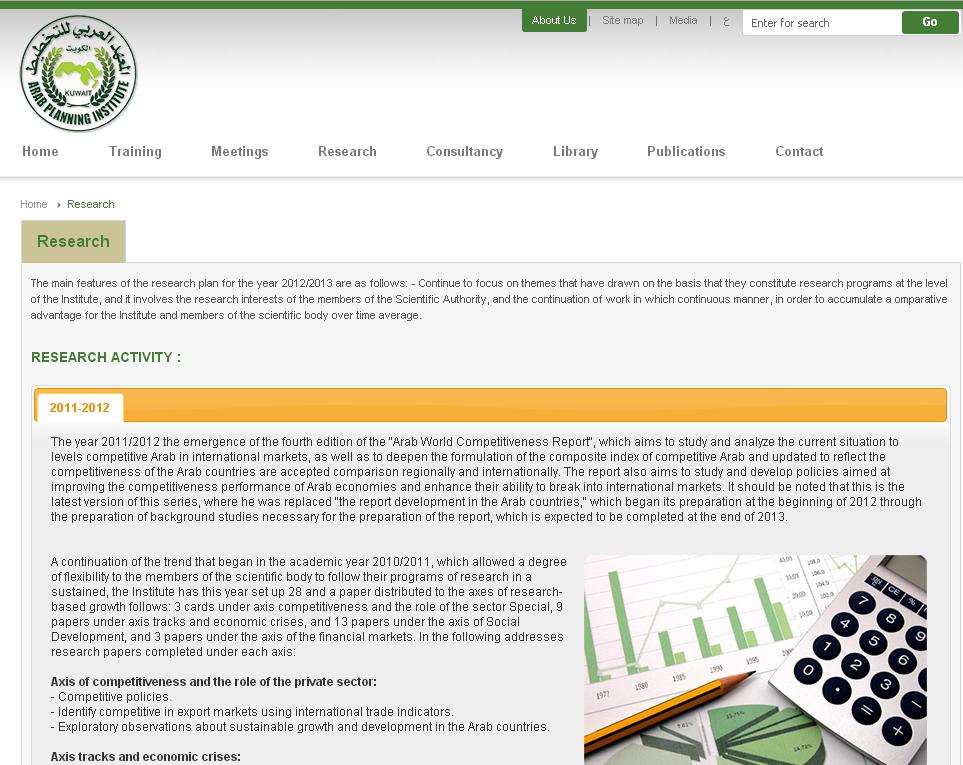 المعهد العربي للتخطيط
الكويت
KUWAIT
ARAB PLANNING INSTITUTE
About Us | Site map | Media | ع
Enter for search
Go
Home Training Meetings Research Consultancy Library Publications Contact
Home Research
Research
The main features of the research plan for the year 2012/2013 are as follows: - Continue to focus on themes that have drawn on the basis that they constitute research programs at the level
of the Institute, and it involves the research interests of the members of the Scientific Authority, and the continuation of work in which continuous manner, in order to accumulate a omparative
advantage for the Institute and members of the scientific body over time average.
RESEARCH ACTIVITY :
2011-2012
The year 2011/2012 the emergence of the fourth edition of the "Arab World Competitiveness Report", which aims to study and analyze the current situation to
levels competitive Arab in international markets, as well as to deepen the formulation of the composite index of competitive Arab and updated to reflect the
competitiveness of the Arab countries are accepted comparison regionally and internationally. The report also aims to study and develop policies aimed at
improving the competitiveness performance of Arab economies and enhance their ability to break into international markets. It should be noted that this is the
latest version of this series, where he was replaced "the report development in the Arab countries," which began its preparation at the beginning of 2012 through
the preparation of background studies necessary for the preparation of the report, which is expected to be completed at the end of 2013.
A continuation of the trend that began in the academic year 2010/2011, which allowed a degree
of flexibility to the members of the scientific body to follow their programs of research in a
sustained, the Institute has this year set up 28 and a paper distributed to the axes of research-
based growth follows: 3 cards under axis competitiveness and the role of the sector Special, 9
papers under axis tracks and economic crises, and 13 papers under the axis of Social
Development, and 3 papers under the axis of the financial markets. In the following addresses
research papers completed under each axis:
Axis of competitiveness and the role of the private sector:
- Competitive policies.
- Identify competitive in export markets using international trade indicators.
- Exploratory observations about sustainable growth and development in the Arab countries.
Axis tracks and economic crises:
1977 1980 1985 1990 1995
CE %
7 8 9
4 5 6
1 2 3 −
0 . = +